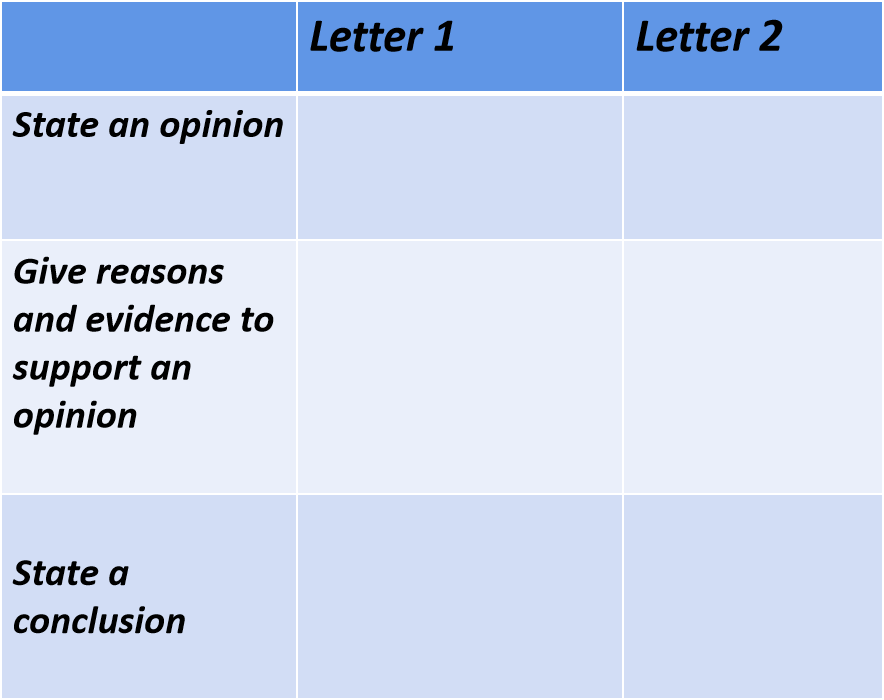 Letter 1
Letter 2
State an opinion
Give reasons
and evidence to
support an
opinion
State a
conclusion